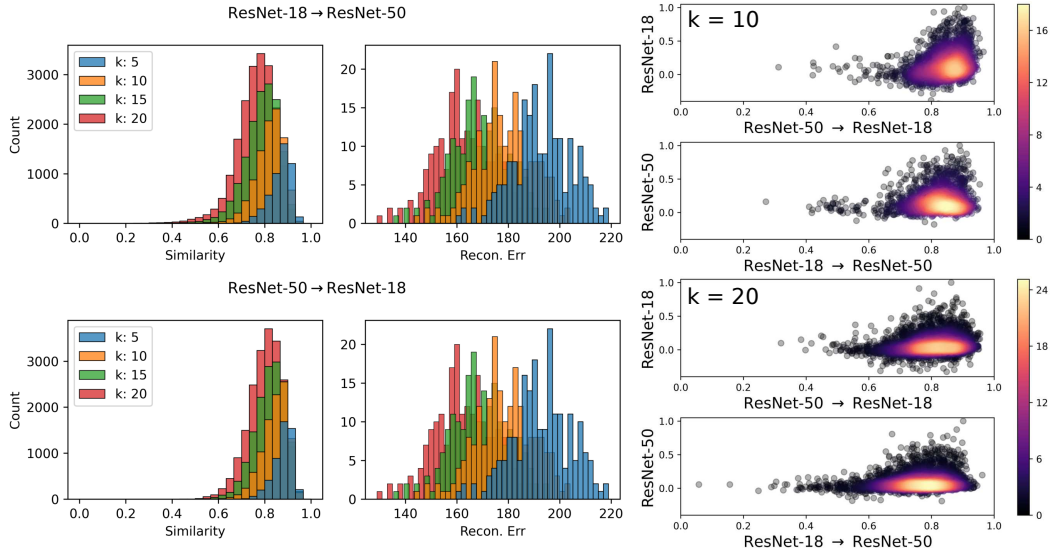 ResNet-18 → ResNet-50
Count
3000
2000
1000
0
k: 5
k: 10
k: 15
k: 20
0.0 0.2 0.4 0.6 0.8 1.0
Similarity
20
15
10
5
0
140 160 180 200 220
Recon. Err
ResNet-50 → ResNet-18
Count
3000
2000
1000
0
k: 5
k: 10
k: 15
k: 20
0.0 0.2 0.4 0.6 0.8 1.0
Similarity
20
15
10
5
0
140 160 180 200 220
Recon. Err
k = 10
ResNet-18
1.0
0.5
0.0
0.0 0.2 0.4 0.6 0.8 1.0
ResNet-50 → ResNet-18
ResNet-50
1.0
0.5
0.0
0.0 0.2 0.4 0.6 0.8 1.0
ResNet-18 → ResNet-50
16
12
8
4
0
k = 20
ResNet-18
1.0
0.5
0.0
0.0 0.2 0.4 0.6 0.8 1.0
ResNet-50 → ResNet-18
ResNet-50
1.0
0.5
0.0
0.0 0.2 0.4 0.6 0.8 1.0
ResNet-18 → ResNet-50
24
18
12
6
0